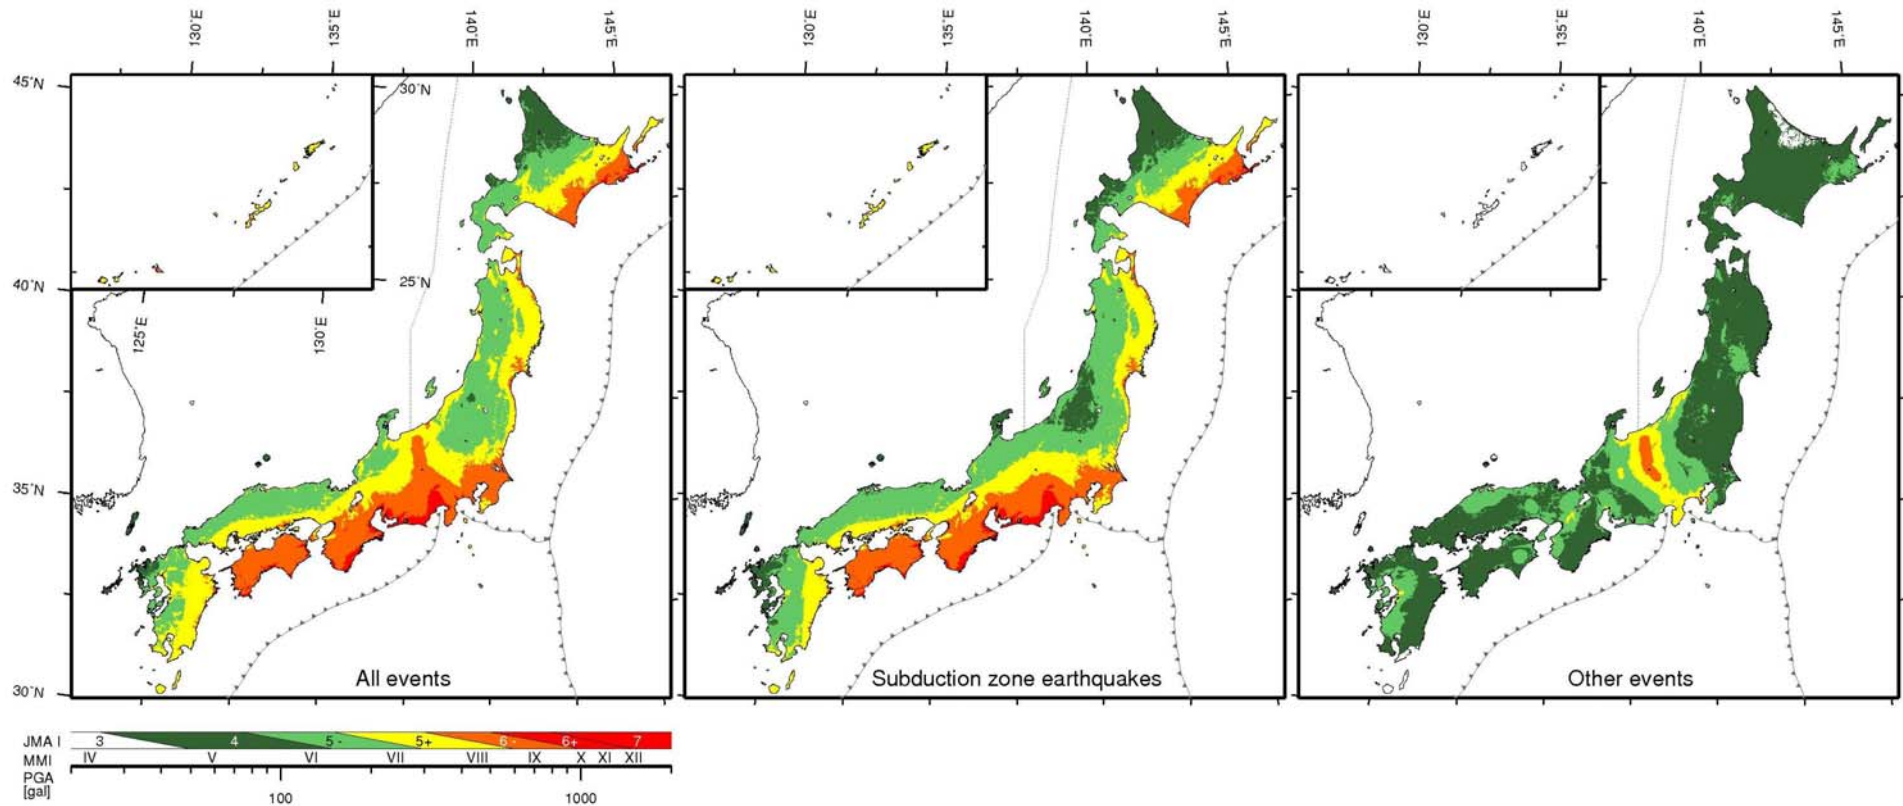 130˚E 135˚E 140˚E 145˚E 130˚E 135˚E 140˚E 145˚E 130˚E 135˚E 140˚E 145˚E
45˚N
30˚N
25˚N
40˚N
125˚E 130˚E
35˚N
30˚N
All events Subduction zone earthquakes Other events
JMA I 3 4 5 - 5+ 6 - 6+ 7
MMI IV V VI VII VIII IX X XI XII
PGA
[gal]
100 1000